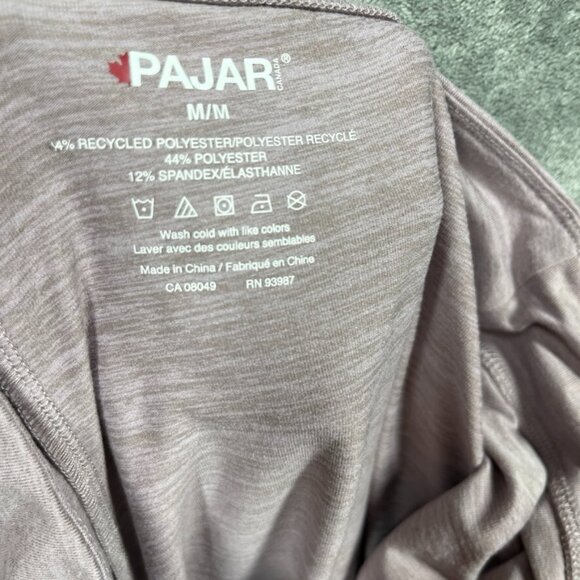 PAJAR®
CANADA
M/M
4% RECYCLED POLYESTER/POLYESTER RECYCLÉ
44% POLYESTER
12% SPANDEX/ÉLASTHANNE
Wash cold with like colors
Laver avec des couleurs semblables
Made in China / Fabriqué en Chine
CA 08049 RN 93987